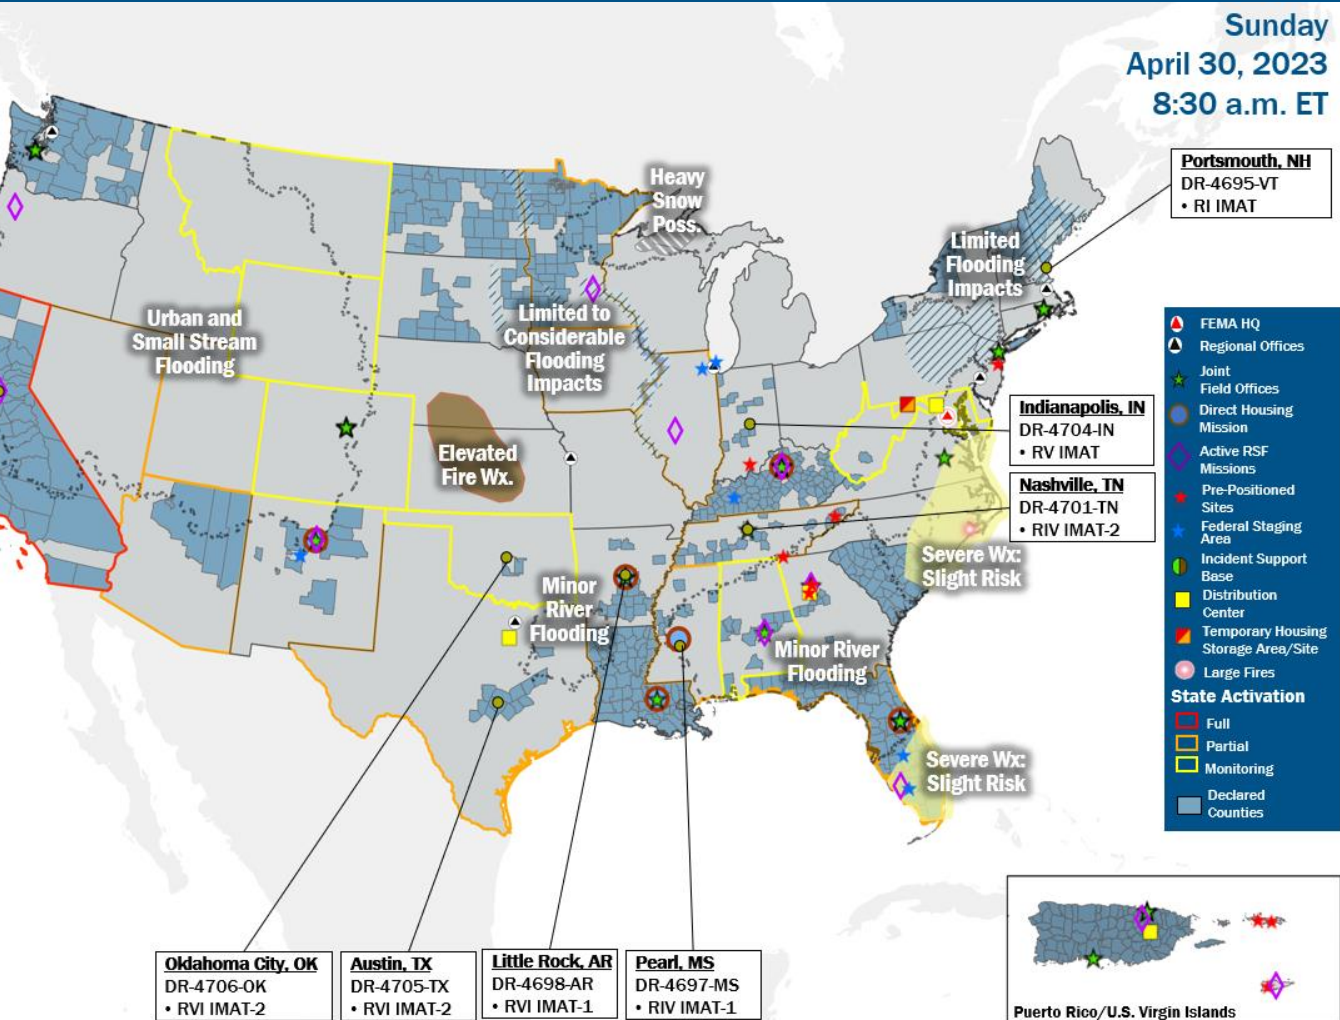 Sunday
April 30, 2023
8:30 a.m. ET
Portsmouth, NH
DR-4695-VT
• RI IMAT
Heavy
Snow
Poss.
Limited
Flooding
Impacts
Urban and
Small Stream
Flooding
Limited to
Considerable
Flooding
Impacts
Elevated
Fire Wx.
Indianapolis, IN
DR-4704-IN
• RV IMAT
Nashville, TN
DR-4701-TN
• RIV IMAT-2
Severe Wx:
Slight Risk
Minor
River
Flooding
Minor River
Flooding
Severe Wx:
Slight Risk
FEMA HQ
Regional Offices
Joint
Field Offices
Direct Housing
Mission
Active RSF
Missions
Pre-Positioned
Sites
Federal Staging
Area
Incident Support
Base
Distribution
Center
Temporary Housing
Storage Area/Site
Large Fires
State Activation
Full
Partial
Monitoring
Declared
Counties
Oklahoma City, OK
DR-4706-OK
• RVI IMAT-2
Austin, TX
DR-4705-TX
• RVI IMAT-2
Little Rock, AR
DR-4698-AR
• RVI IMAT-1
Pearl, MS
DR-4697-MS
• RIV IMAT-1
Puerto Rico/U.S. Virgin Islands